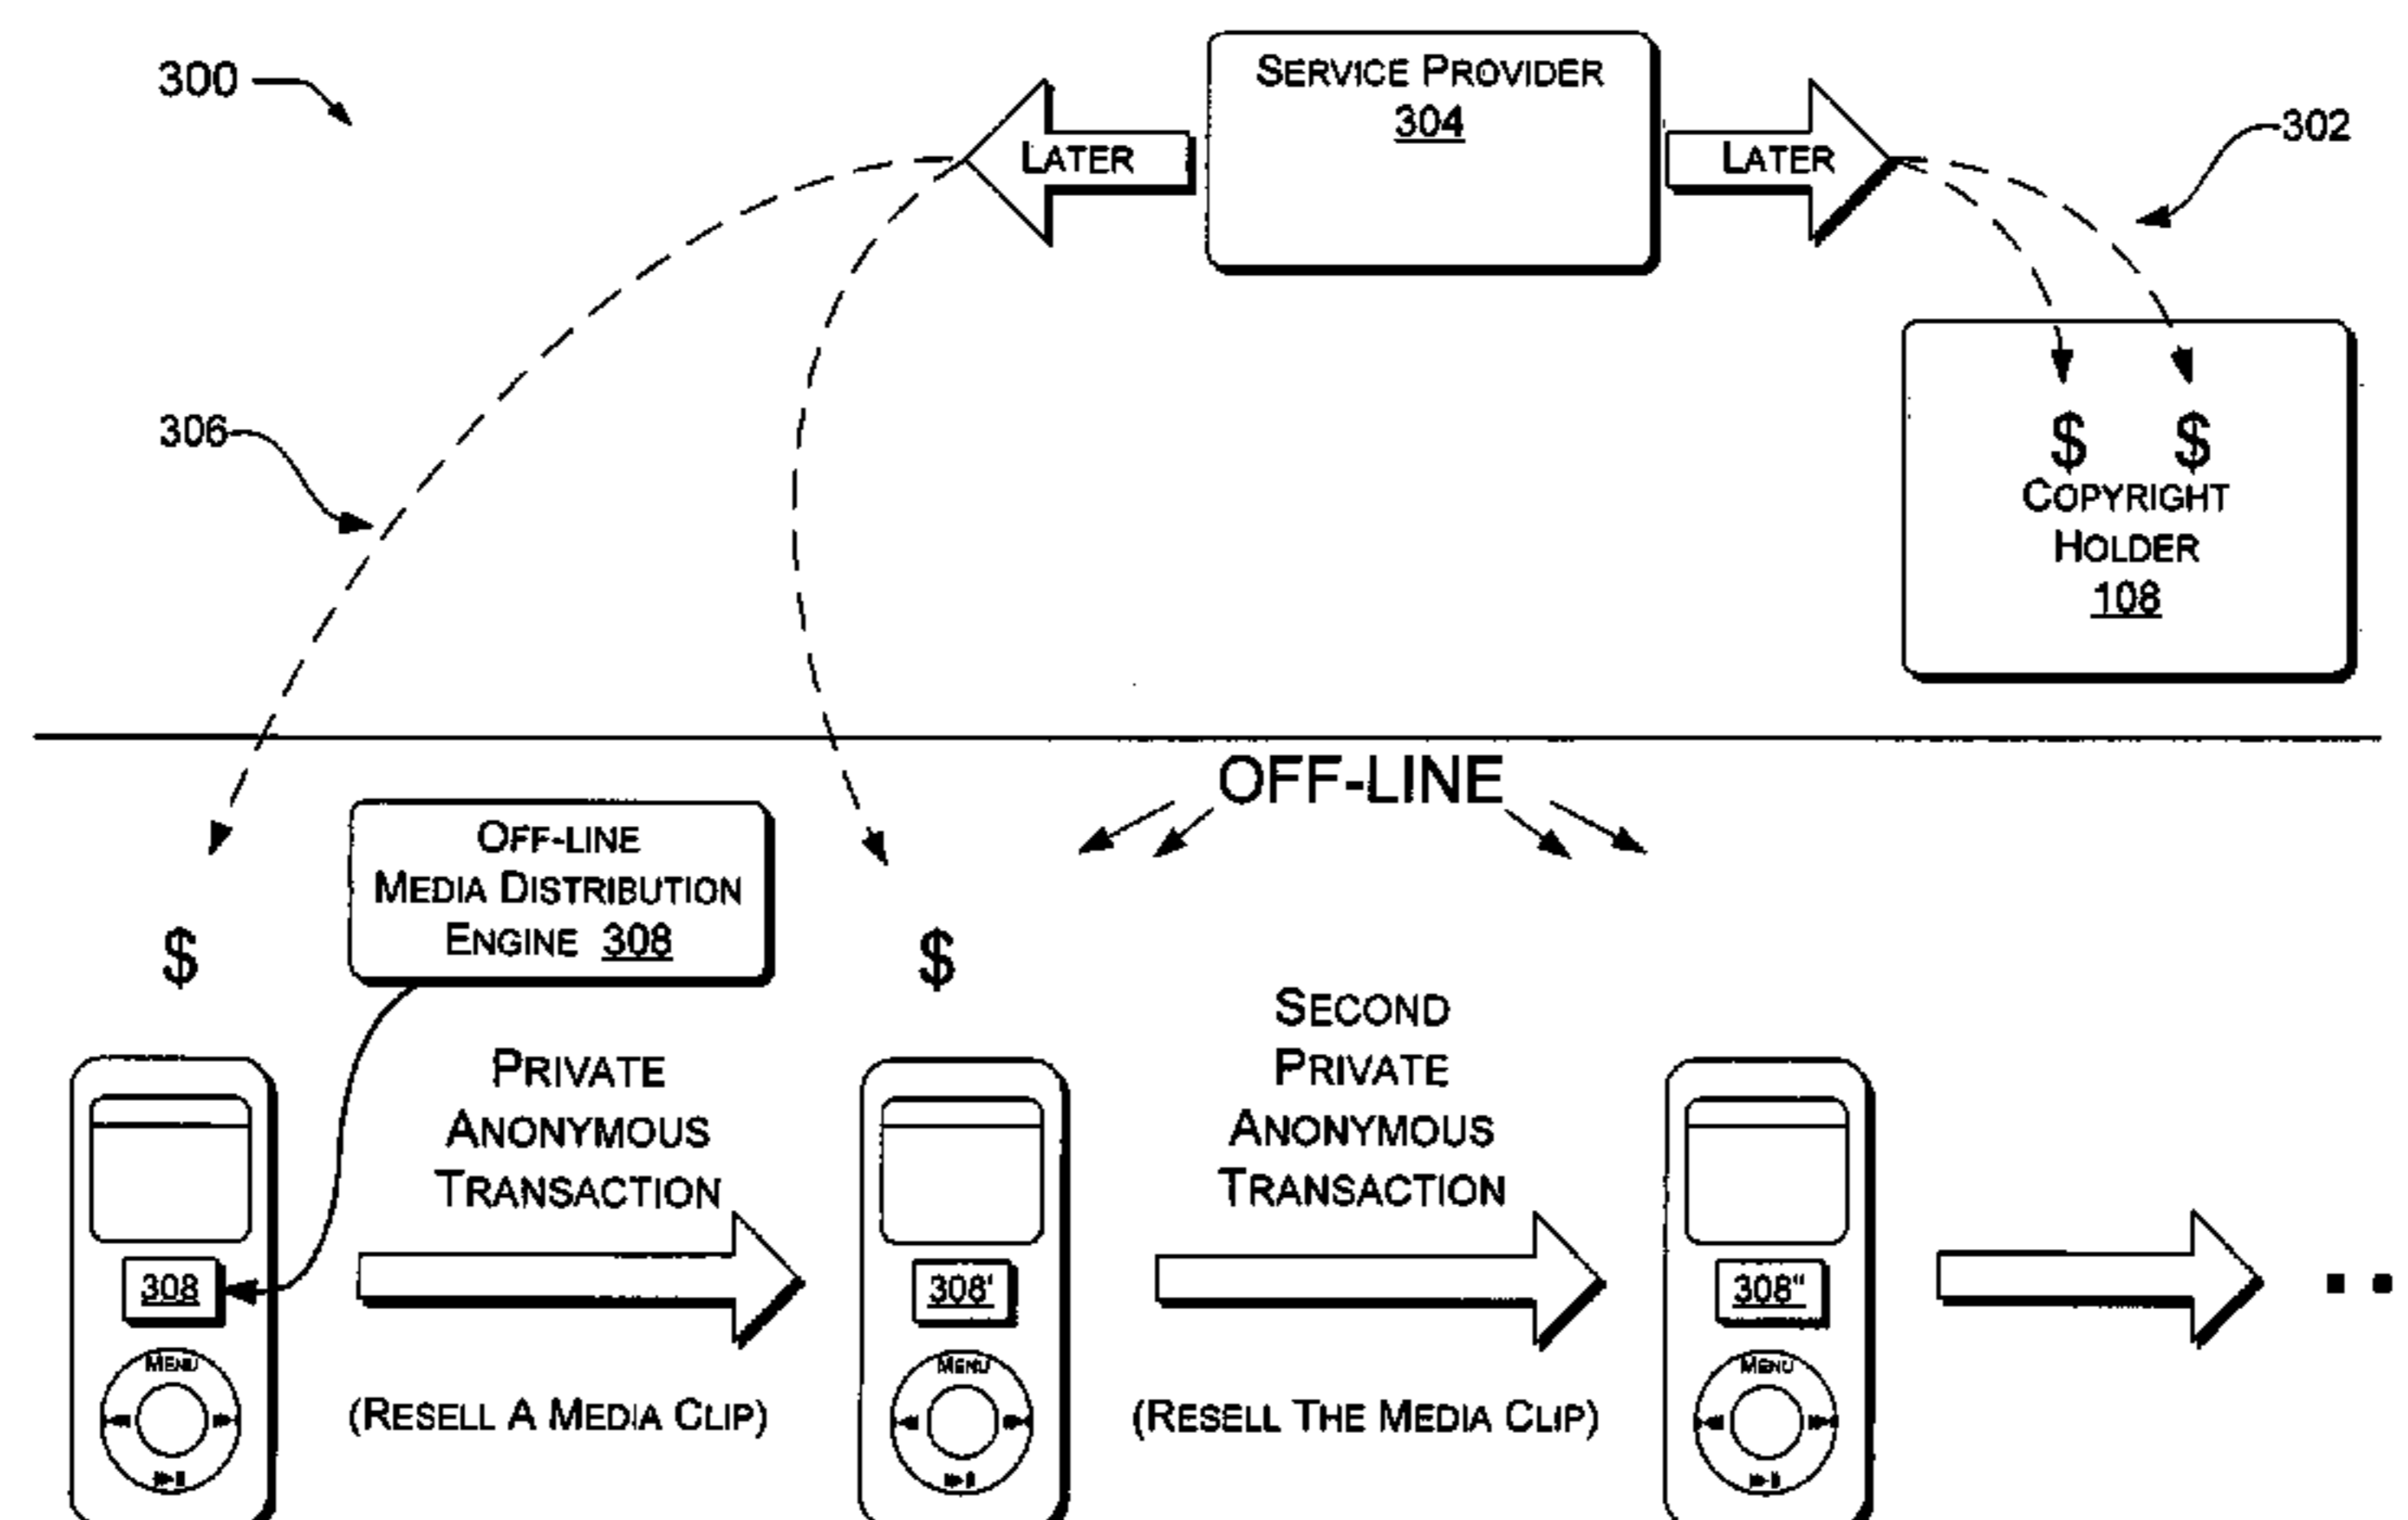 300
SERVICE PROVIDER
304
LATER
LATER
302
306
$ $
COPYRIGHT
HOLDER
108
OFF-LINE
OFF-LINE
MEDIA DISTRIBUTION
ENGINE 308
$
$
PRIVATE
ANONYMOUS
TRANSACTION
SECOND
PRIVATE
ANONYMOUS
TRANSACTION
308
308'
308"
MENU
MENU
MENU
(RESELL A MEDIA CLIP)
(RESELL THE MEDIA CLIP)